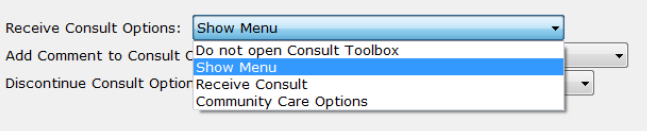 Receive Consult Options: Show Menu
Do not open Consult Toolbox
Add Comment to Consult
Show Menu
Discontinue Consult Option
Receive Consult
Community Care Options